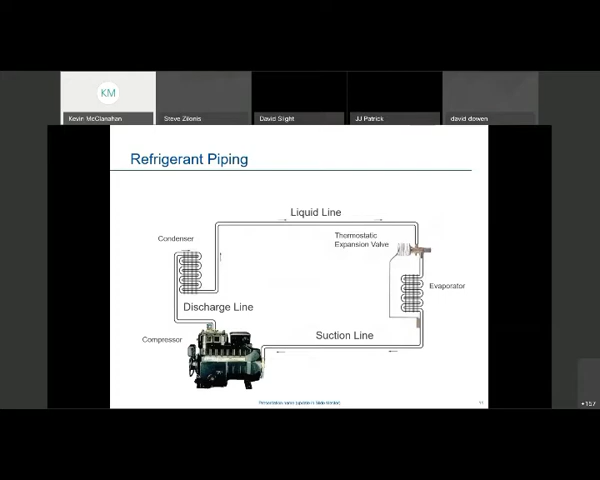 KM
Kevin McClanahan
Steve Zilonis
David Slight
JJ Patrick
david dowen
Refrigerant Piping
Liquid Line
Condenser
Thermostatic
Expansion Valve
Evaporator
Discharge Line
Compressor
Suction Line
+157